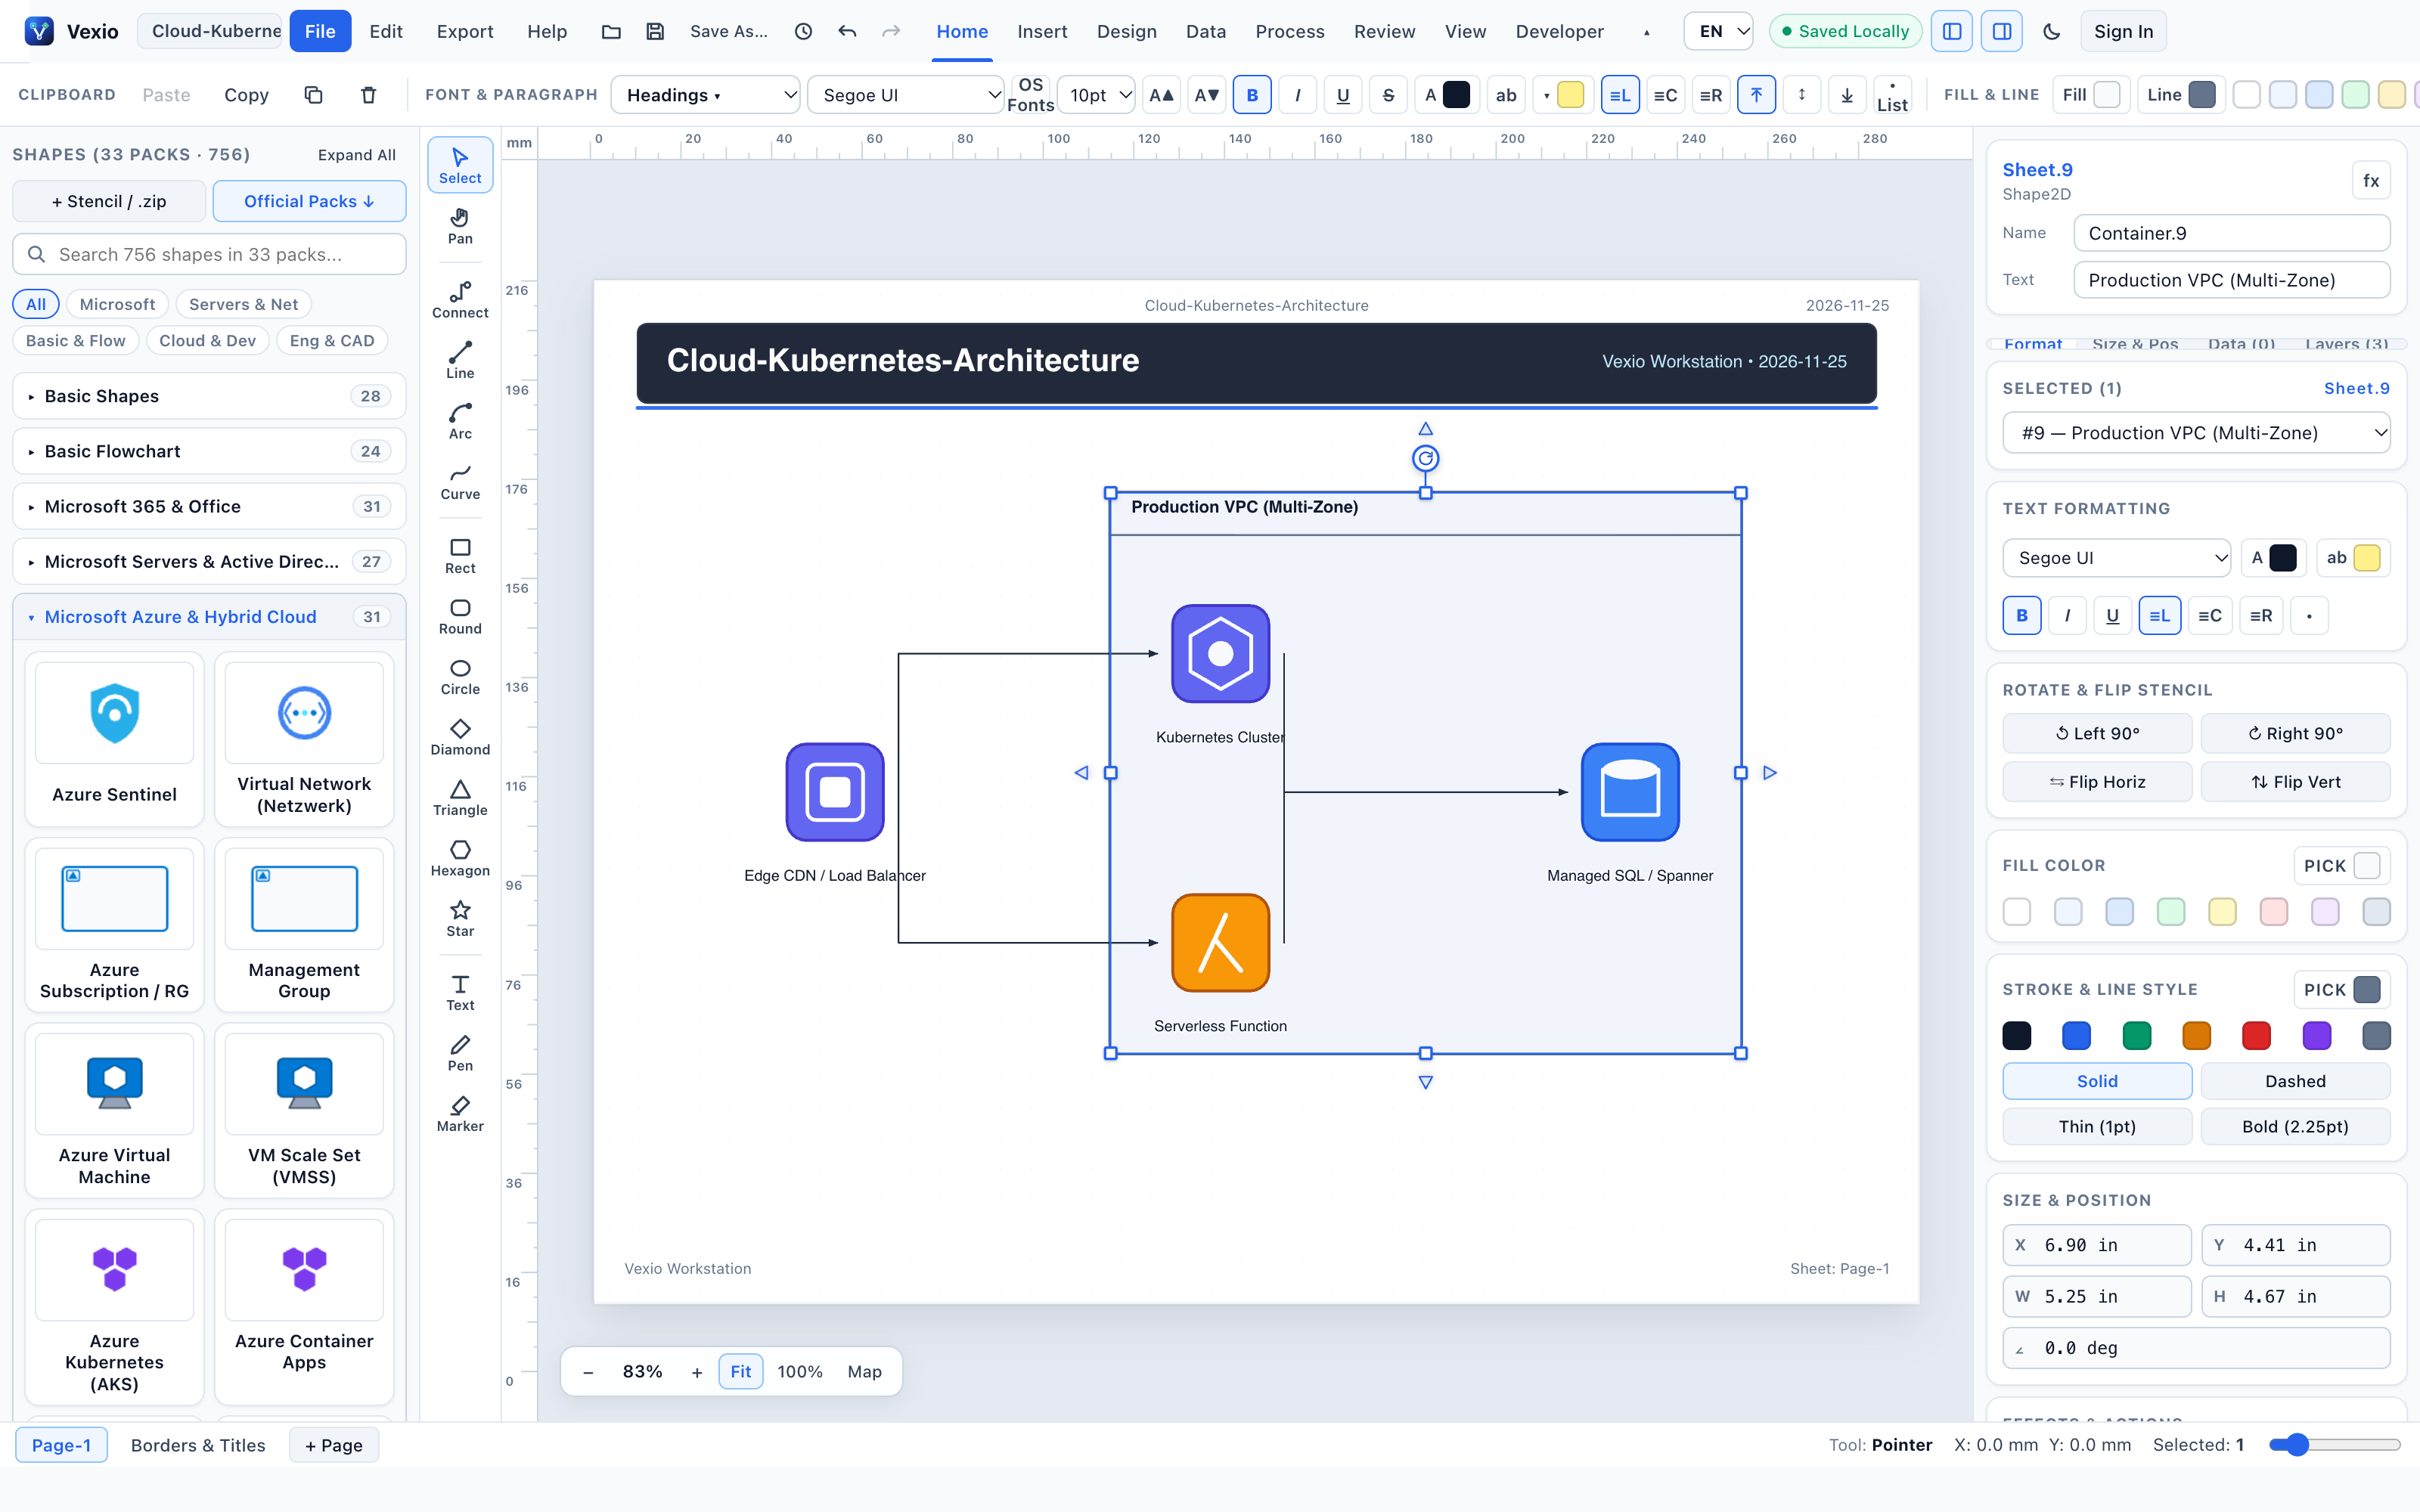 Vexio Cloud-Kuberne File Edit Export Help Save As... Home Insert Design Data Process Review View Developer EN Saved Locally Sign In
CLIPBOARD Paste Copy FONT & PARAGRAPH Headings Segoe UI OS Fonts 10pt A▲ A▼ B I U S A ab ≡L ≡C ≡R • List FILL & LINE Fill Line
SHAPES (33 PACKS · 756) Expand All
+ Stencil / .zip Official Packs ↓
Search 756 shapes in 33 packs...
All Microsoft Servers & Net
Basic & Flow Cloud & Dev Eng & CAD
Basic Shapes 28
Basic Flowchart 24
Microsoft 365 & Office 31
Microsoft Servers & Active Direc... 27
Microsoft Azure & Hybrid Cloud 31
Azure Sentinel
Virtual Network
(Netzwerk)
Azure
Subscription / RG
Management
Group
Azure Virtual
Machine
VM Scale Set
(VMSS)
Azure
Kubernetes
(AKS)
Azure Container
Apps
Select
Pan
Connect
Line
Arc
Curve
Rect
Round
Circle
Diamond
Triangle
Hexagon
Star
Text
Pen
Marker
mm 0 20 40 60 80 100 120 140 160 180 200 220 240 260 280
216
196
176
156
136
116
96
76
56
36
16
0
Cloud-Kubernetes-Architecture 2026-11-25
Cloud-Kubernetes-Architecture Vexio Workstation • 2026-11-25
Production VPC (Multi-Zone)
Kubernetes Cluster
Edge CDN / Load Balancer
Managed SQL / Spanner
Serverless Function
Vexio Workstation Sheet: Page-1
− 83% + Fit 100% Map
Sheet.9
Shape2D
fx
Name Container.9
Text Production VPC (Multi-Zone)
Format Size & Pos Data (0) Layers (3)
SELECTED (1) Sheet.9
#9 — Production VPC (Multi-Zone)
TEXT FORMATTING
Segoe UI A ab
B I U ≡L ≡C ≡R •
ROTATE & FLIP STENCIL
↺ Left 90° ↻ Right 90°
⇆ Flip Horiz ⇅ Flip Vert
FILL COLOR PICK
STROKE & LINE STYLE PICK
Solid Dashed
Thin (1pt) Bold (2.25pt)
SIZE & POSITION
X 6.90 in Y 4.41 in
W 5.25 in H 4.67 in
∠ 0.0 deg
EFFECTS & ACTIONS
Page-1 Borders & Titles + Page
Tool: Pointer X: 0.0 mm Y: 0.0 mm Selected: 1